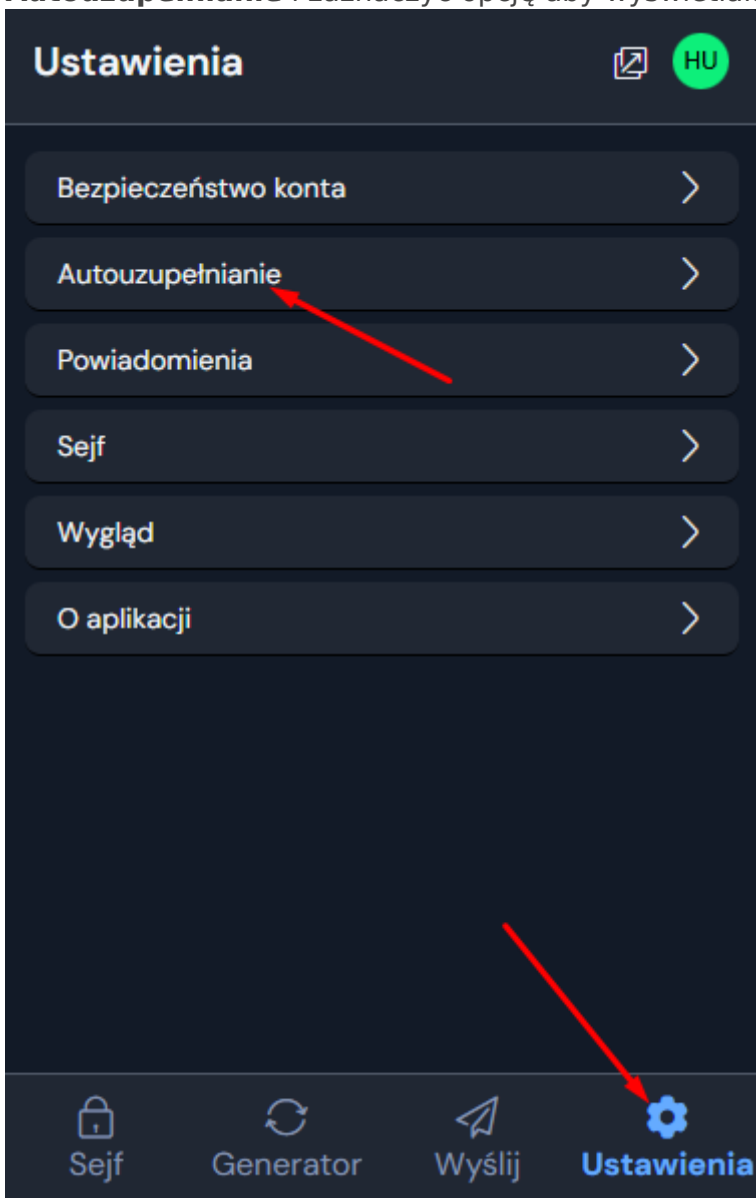 Ustawienia
HU
Bezpieczeństwo konta
Autouzupełnianie
Powiadomienia
Sejf
Wygląd
O aplikacji
Sejf Generator Wyślij Ustawienia